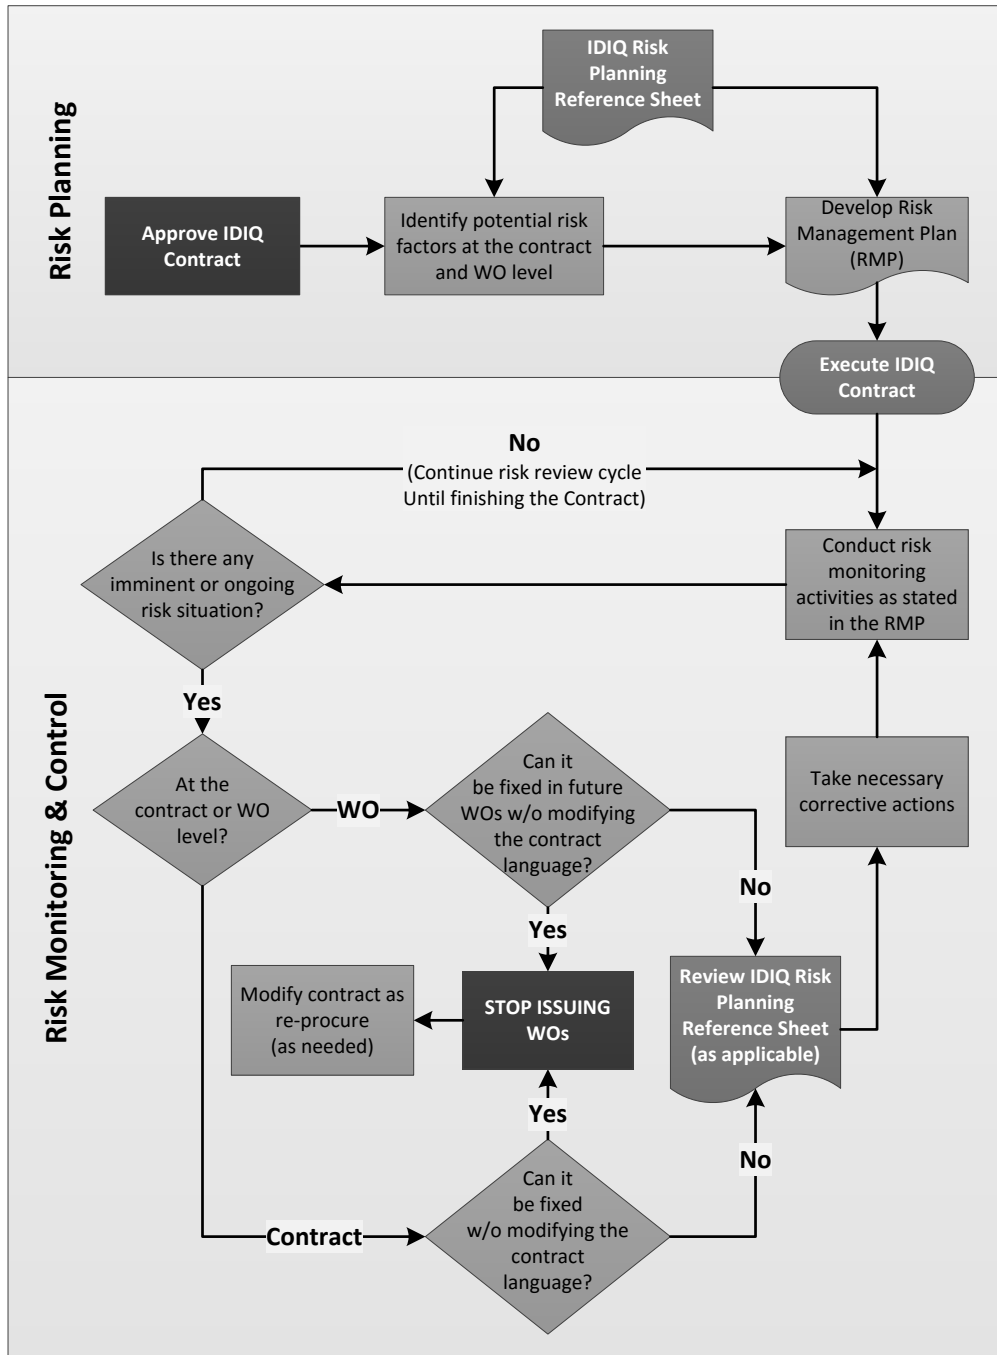 Risk Planning
IDIQ Risk
Planning
Reference Sheet
Approve IDIQ
Contract
Identify potential risk
factors at the contract
and WO level
Develop Risk
Management Plan
(RMP)
Execute IDIQ
Contract
Risk Monitoring & Control
No
(Continue risk review cycle
Until finishing the Contract)
Is there any
imminent or ongoing
risk situation?
Conduct risk
monitoring
activities as stated
in the RMP
Yes
At the
contract or WO
level?
WO
Can it
be fixed in future
WOs w/o modifying
the contract
language?
Take necessary
corrective actions
No
Yes
Modify contract as
re-procure
(as needed)
STOP ISSUING
WOs
Review IDIQ Risk
Planning
Reference Sheet
(as applicable)
Yes
No
Contract
Can it
be fixed
w/o modifying the
contract
language?